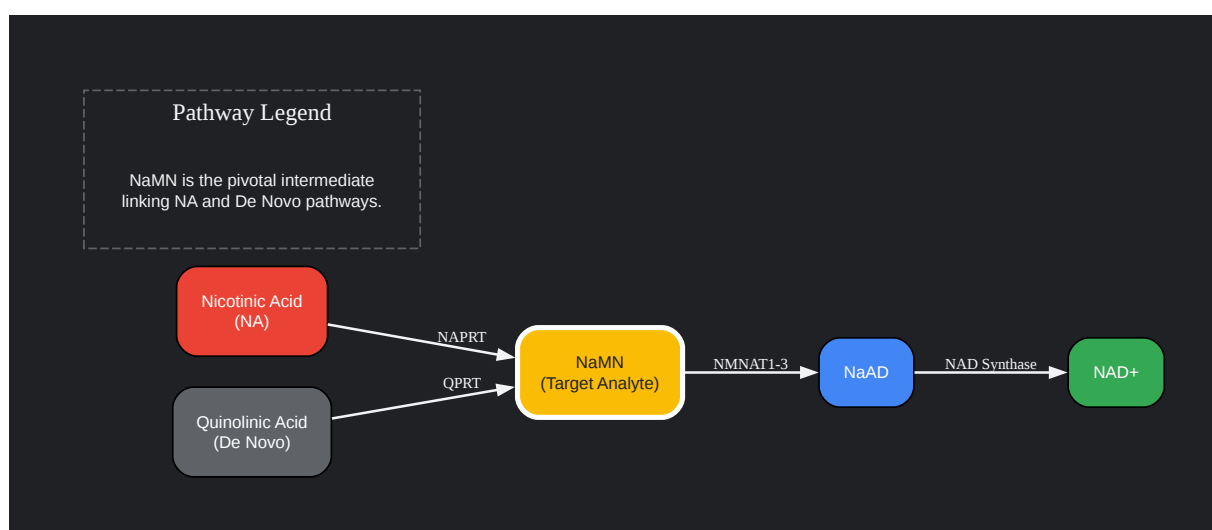 Pathway Legend
NaMN is the pivotal intermediate
linking NA and De Novo pathways.
Nicotinic Acid
(NA)
NAPRT
QPRT
Quinolinic Acid
(De Novo)
NaMN
(Target Analyte)
NMNAT1-3
NaAD
NAD Synthase
NAD+